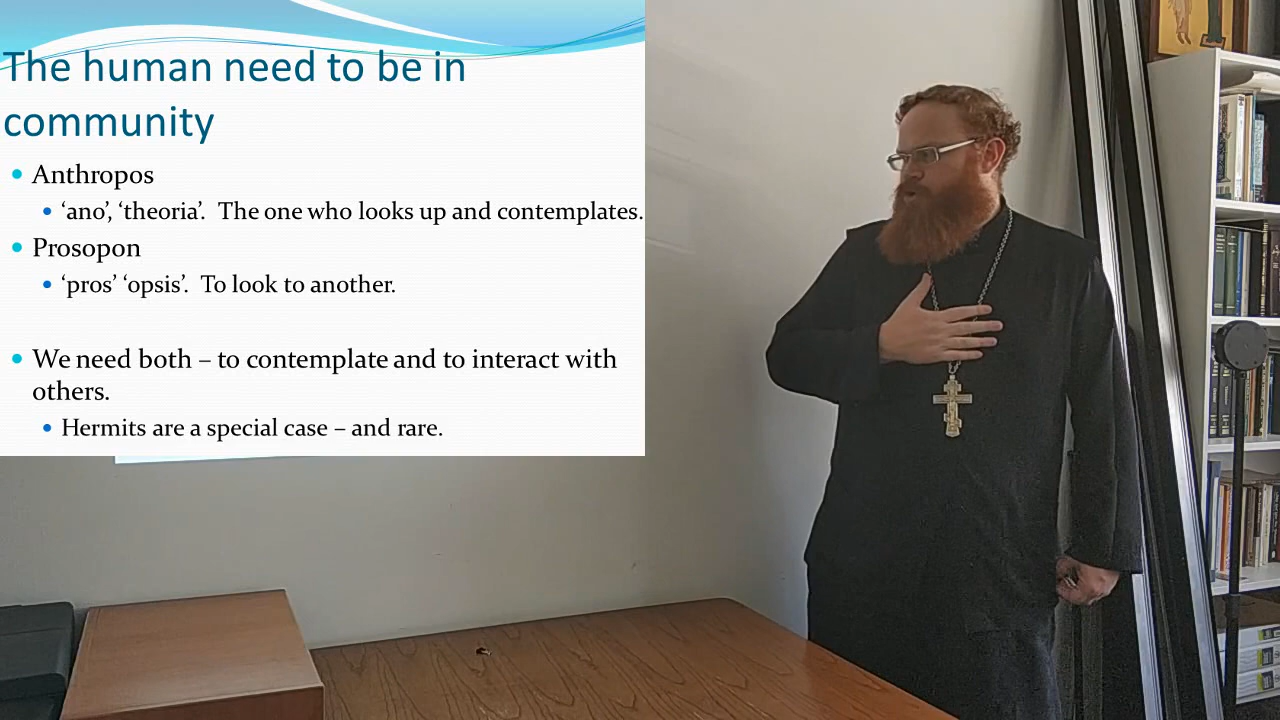 The human need to be in
community
Anthropos
‘ano’, ‘theoria’.  The one who looks up and contemplates.
Prosopon
‘pros’ ‘opsis’.  To look to another.
We need both – to contemplate and to interact with
others.
Hermits are a special case – and rare.